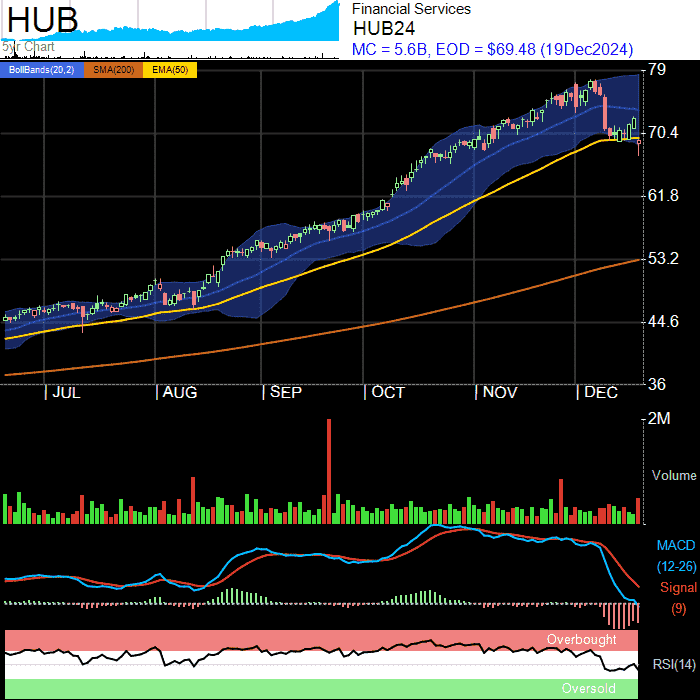 HUB
5yr Chart
Financial Services
HUB24
MC = 5.6B, EOD = $69.48 (19Dec2024)
BollBands(20,2) SMA(200) EMA(50)
79
70.4
61.8
53.2
44.6
36
| JUL | AUG | SEP | OCT | NOV | DEC
2M
Volume
MACD
(12-26)
Signal
(9)
Overbought
RSI(14)
Oversold